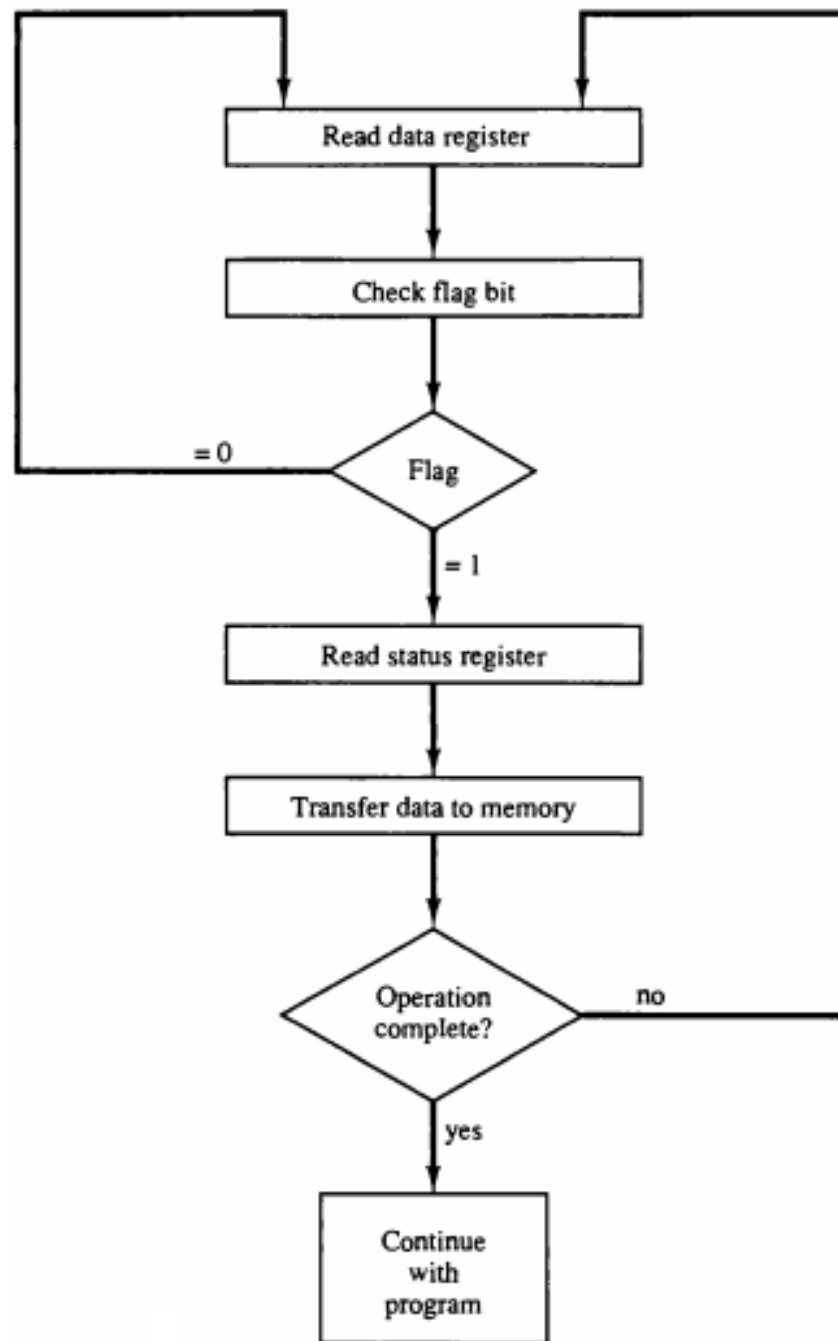 Read data register
Check flag bit
= 0
Flag
= 1
Read status register
Transfer data to memory
Operation
complete?
no
yes
Continue
with
program